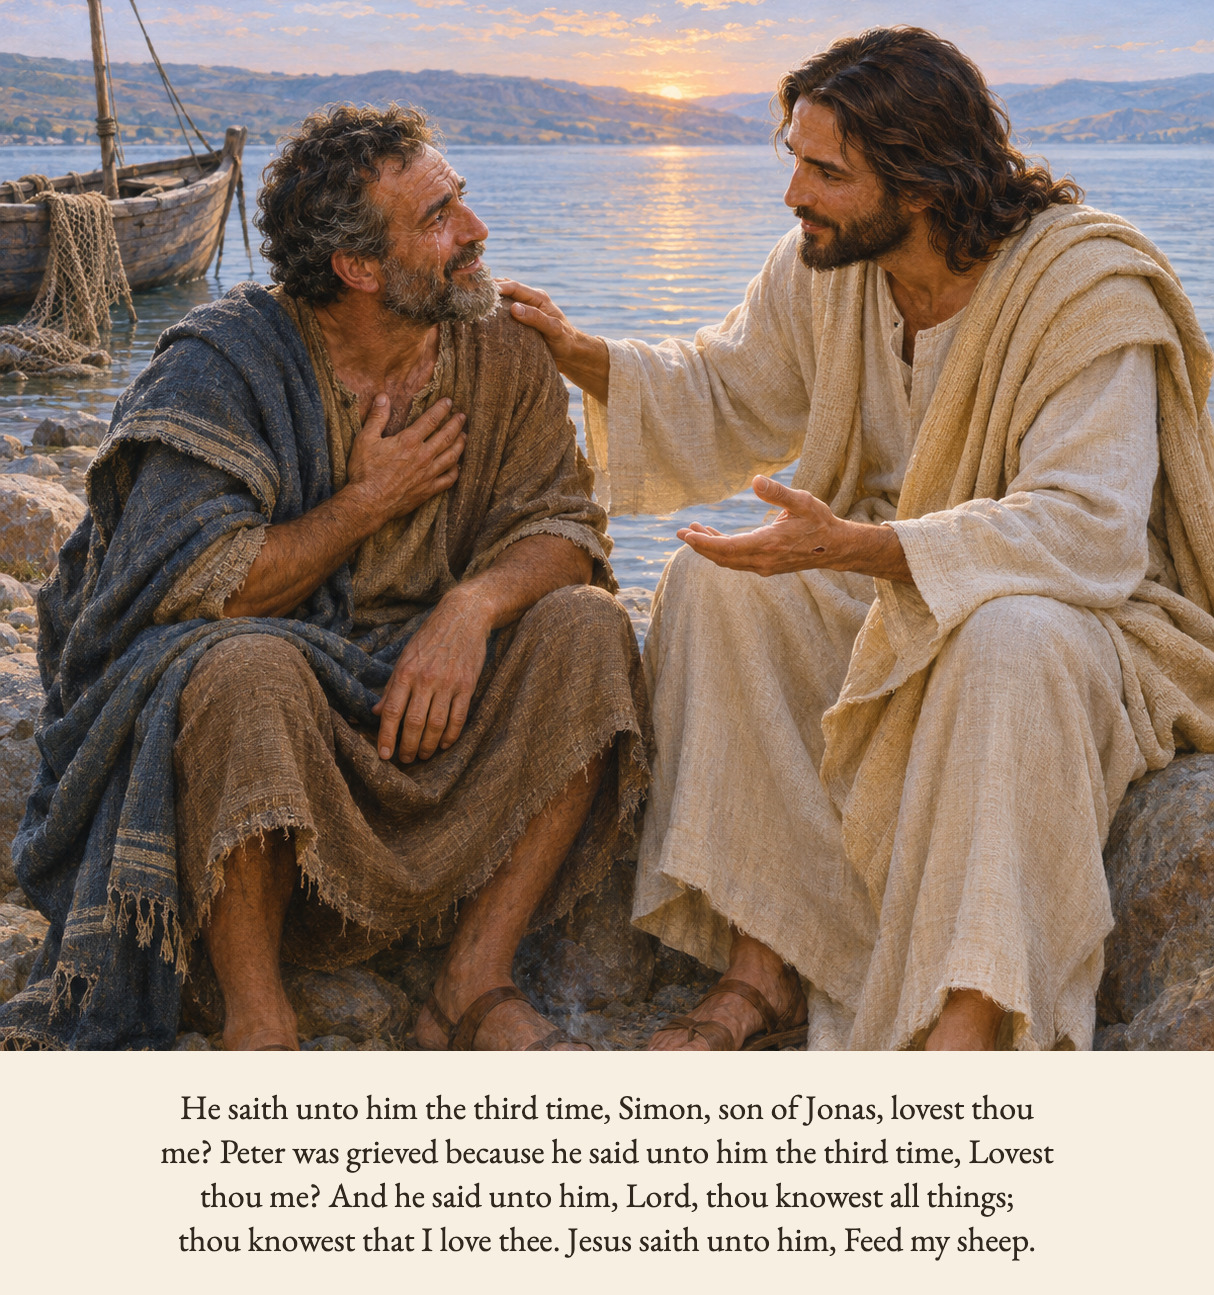 He saith unto him the third time, Simon, son of Jonas, lovest thou
me? Peter was grieved because he said unto him the third time, Lovest
thou me? And he said unto him, Lord, thou knowest all things;
thou knowest that I love thee. Jesus saith unto him, Feed my sheep.